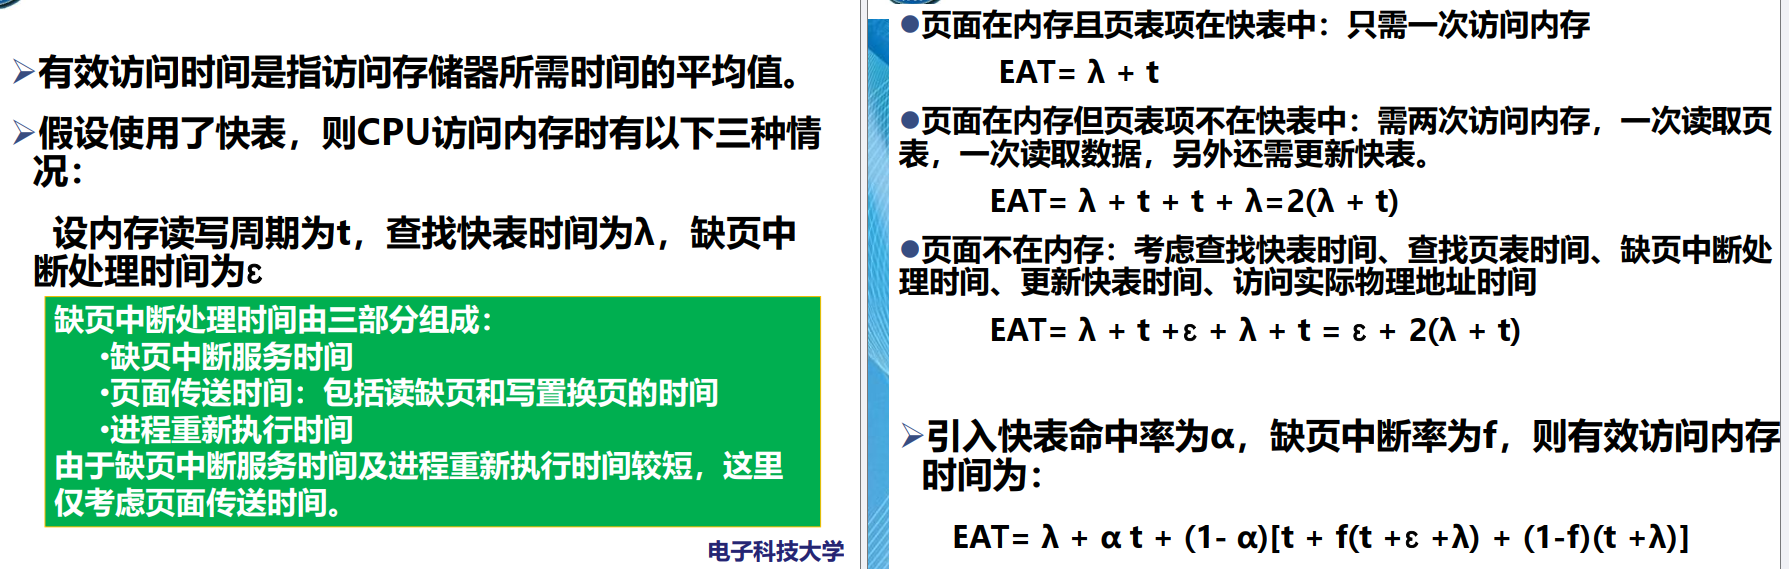 ➢有效访问时间是指访问存储器所需时间的平均值。
➢假设使用了快表，则CPU访问内存时有以下三种情
况：
设内存读写周期为t，查找快表时间为λ，缺页中
断处理时间为ε
缺页中断处理时间由三部分组成：
•缺页中断服务时间
•页面传送时间：包括读缺页和写置换页的时间
•进程重新执行时间
由于缺页中断服务时间及进程重新执行时间较短，这里
仅考虑页面传送时间。
电子科技大学
●页面在内存且页表项在快表中：只需一次访问内存
EAT= λ + t
●页面在内存但页表项不在快表中：需两次访问内存，一次读取页
表，一次读取数据，另外还需更新快表。
EAT= λ + t + t + λ=2(λ + t)
●页面不在内存：考虑查找快表时间、查找页表时间、缺页中断处
理时间、更新快表时间、访问实际物理地址时间
EAT= λ + t +ε + λ + t = ε + 2(λ + t)
➢引入快表命中率为α，缺页中断率为f，则有效访问内存
时间为：
EAT= λ + α t + (1- α)[t + f(t +ε +λ) + (1-f)(t +λ)]